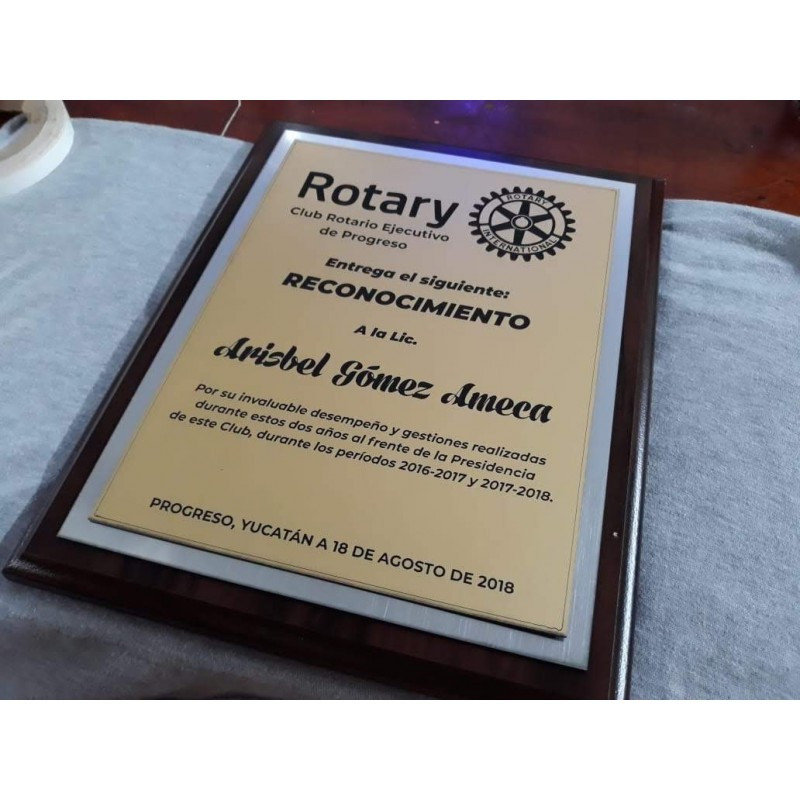 Rotary
Club Rotario Ejecutivo
de Progreso
ROTARY
INTERNATIONAL
Entrega el siguiente:
RECONOCIMIENTO
A la Lic.
Arisbel Gómez Ameca
Por su invaluable desempeño y gestiones realizadas
durante estos dos años al frente de la Presidencia
de este Club, durante los períodos 2016-2017 y 2017-2018.
PROGRESO, YUCATÁN A 18 DE AGOSTO DE 2018